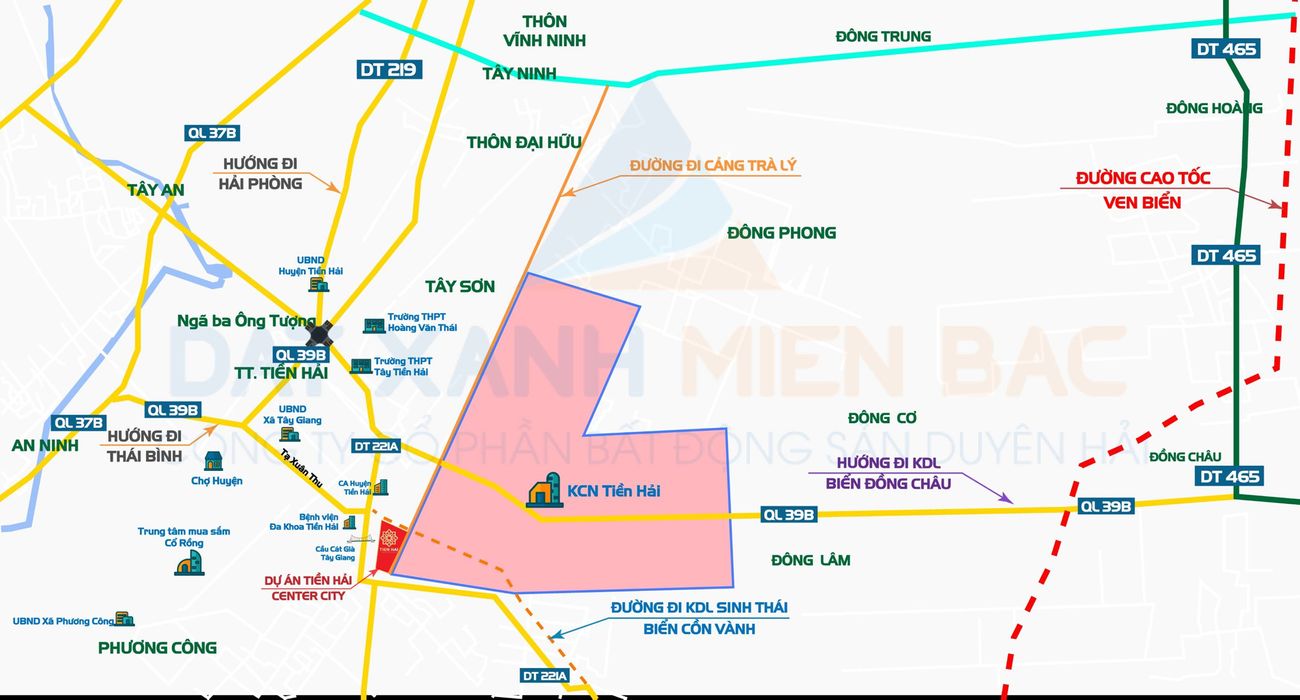 THÔN
VĨNH NINH
ĐÔNG TRUNG
DT 465
DT 219
TÂY NINH
ĐÔNG HOÀNG
QL 37B
THÔN ĐẠI HỮU
HƯỚNG ĐI
HẢI PHÒNG
ĐƯỜNG ĐI CẢNG TRÀ LÝ
ĐƯỜNG CAO TỐC
VEN BIỂN
TÂY AN
ĐÔNG PHONG
DT 465
UBND
Huyện Tiền Hải
TÂY SƠN
Ngã ba Ông Tượng
Trường THPT
Hoàng Văn Thái
QL 39B
TT. TIỀN HẢI
Trường THPT
Tây Tiền Hải
DAT XANH MIEN BAC
CÔNG TY CỔ PHẦN BẤT ĐỘNG SẢN DUYÊN HẢI
QL 39B
QL 37B
UBND
Xã Tây Giang
ĐÔNG CƠ
AN NINH
HƯỚNG ĐI
THÁI BÌNH
DT 221A
Chợ Huyện
Tạ Xuân Thu
ĐỒNG CHÂU
HƯỚNG ĐI KDL
BIỂN ĐỒNG CHÂU
DT 465
CA Huyện
Tiền Hải
KCN Tiền Hải
QL 39B
QL 39B
Bệnh viện
Đa Khoa Tiền Hải
Trung tâm mua sắm
Cổ Rồng
Cầu Cát Già
Tây Giang
TIEN HAI
DỰ ÁN TIỀN HẢI
CENTER CITY
ĐÔNG LÂM
ĐƯỜNG ĐI KDL SINH THÁI
BIỂN CỒN VÀNH
UBND Xã Phương Công
PHƯƠNG CÔNG
DT 221A